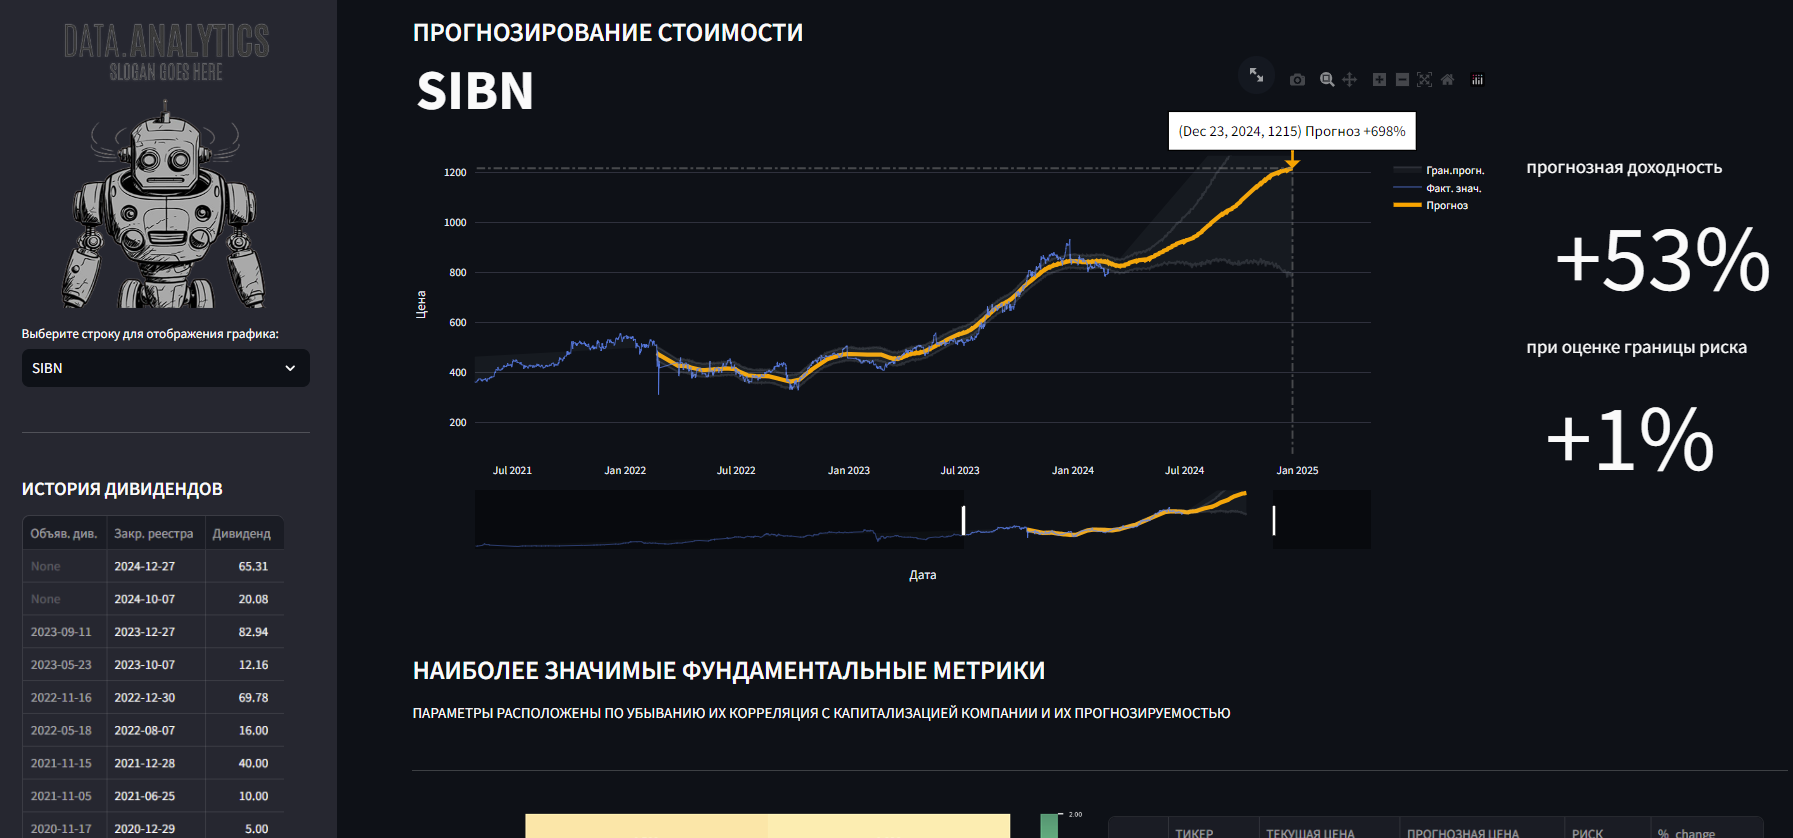 DATA.ANALYTICS
SLOGAN GOES HERE
Выберите строку для отображения графика:
SIBN
ИСТОРИЯ ДИВИДЕНДОВ
Объяв. див. Закр. реестра Дивиденд
None 2024-12-27 65.31
None 2024-10-07 20.08
2023-09-11 2023-12-27 82.94
2023-05-23 2023-10-07 12.16
2022-11-16 2022-12-30 69.78
2022-05-18 2022-08-07 16.00
2021-11-15 2021-12-28 40.00
2021-11-05 2021-06-25 10.00
2020-11-17 2020-12-29 5.00
ПРОГНОЗИРОВАНИЕ СТОИМОСТИ
SIBN
(Dec 23, 2024, 1215) Прогноз +698%
1200
1000
800
600
400
200
Цена
Jul 2021 Jan 2022 Jul 2022 Jan 2023 Jul 2023 Jan 2024 Jul 2024 Jan 2025
Дата
Гран.прогн.
Факт. знач.
Прогноз
прогнозная доходность
+53%
при оценке границы риска
+1%
НАИБОЛЕЕ ЗНАЧИМЫЕ ФУНДАМЕНТАЛЬНЫЕ МЕТРИКИ
ПАРАМЕТРЫ РАСПОЛОЖЕНЫ ПО УБЫВАНИЮ ИХ КОРРЕЛЯЦИЯ С КАПИТАЛИЗАЦИЕЙ КОМПАНИИ И ИХ ПРОГНОЗИРУЕМОСТЬЮ
2.00
ТИКЕР ТЕКУЩАЯ ЦЕНА ПРОГНОЗНАЯ ЦЕНА РИСК %_change